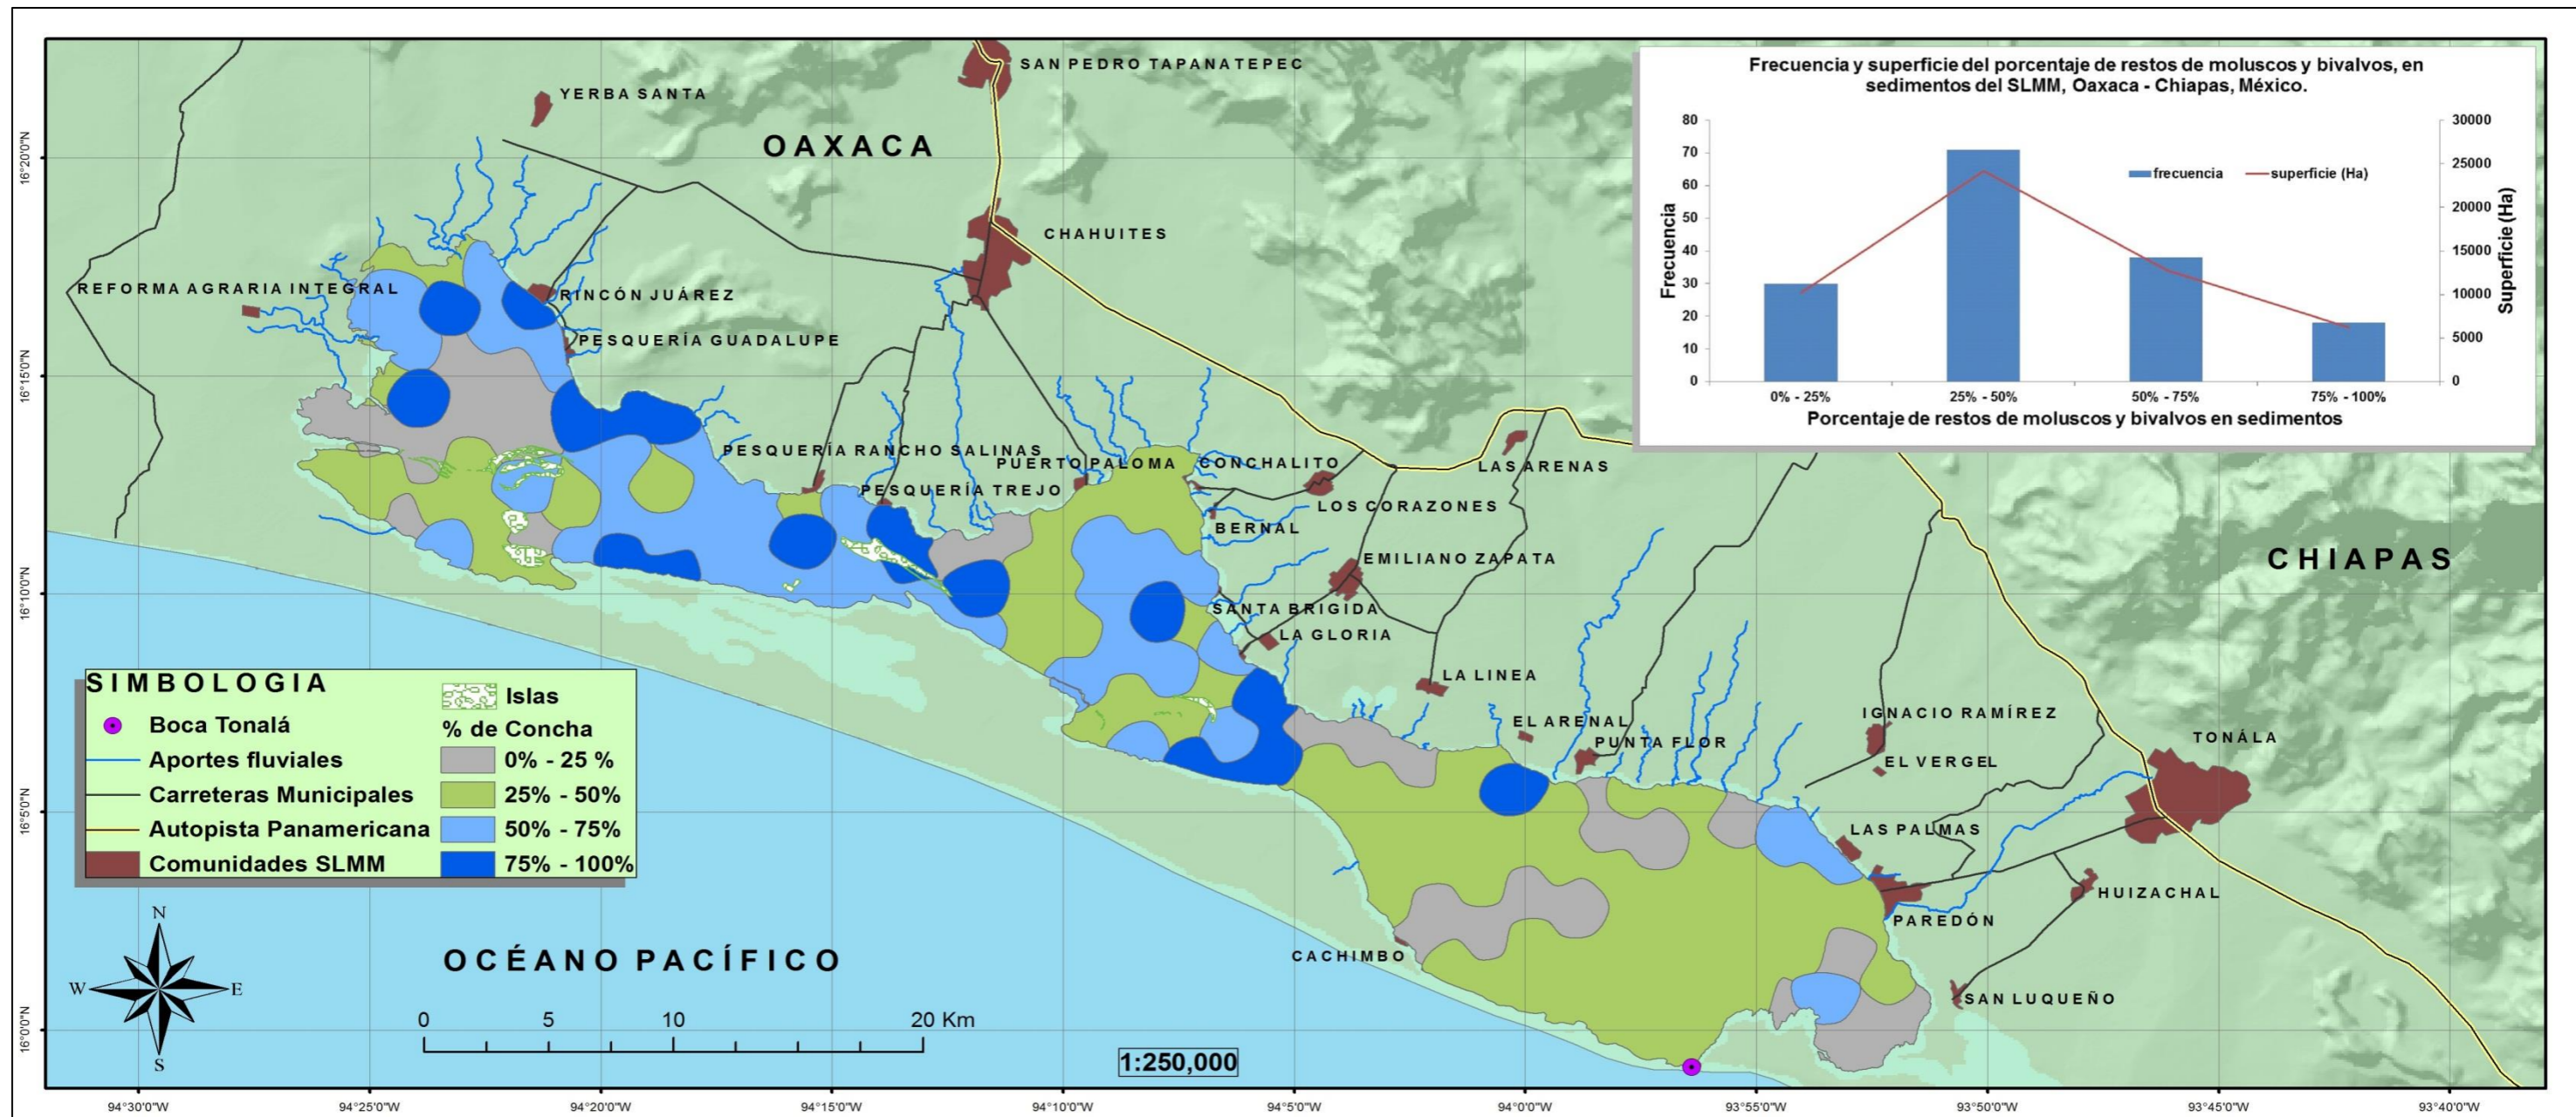 SAN PEDRO TAPANATEPEC
YERBA SANTA
OAXACA
CHAHUITES
REFORMA AGRARIA INTEGRAL
RINCÓN JUÁREZ
PESQUERÍA GUADALUPE
PESQUERÍA RANCHO SALINAS
PUERTO PALOMA
CONCHALITO
LAS ARENAS
PESQUERÍA TREJO
LOS CORAZONES
BERNAL
EMILIANO ZAPATA
CHIAPAS
SANTA BRIGIDA
LA GLORIA
LA LINEA
EL ARENAL
PUNTA FLOR
IGNACIO RAMÍREZ
TONÁLA
EL VERGEL
LAS PALMAS
HUIZACHAL
PAREDÓN
CACHIMBO
SAN LUQUEÑO
OCÉANO PACÍFICO
Frecuencia y superficie del porcentaje de restos de moluscos y bivalvos, en
sedimentos del SLMM, Oaxaca - Chiapas, México.
Frecuencia
80
70
60
50
40
30
20
10
0
frecuencia
superficie (Ha)
30000
25000
20000
15000
10000
5000
0
Superficie (Ha)
0% - 25%
25% - 50%
50% - 75%
75% - 100%
Porcentaje de restos de moluscos y bivalvos en sedimentos
SIMBOLOGIA
Boca Tonalá
Aportes fluviales
Carreteras Municipales
Autopista Panamericana
Comunidades SLMM
Islas
% de Concha
0% - 25 %
25% - 50%
50% - 75%
75% - 100%
N
W
E
S
0 5 10 20 Km
1:250,000
16°20'0"N
16°15'0"N
16°10'0"N
16°5'0"N
16°0'0"N
94°30'0"W
94°25'0"W
94°20'0"W
94°15'0"W
94°10'0"W
94°5'0"W
94°0'0"W
93°55'0"W
93°50'0"W
93°45'0"W
93°40'0"W